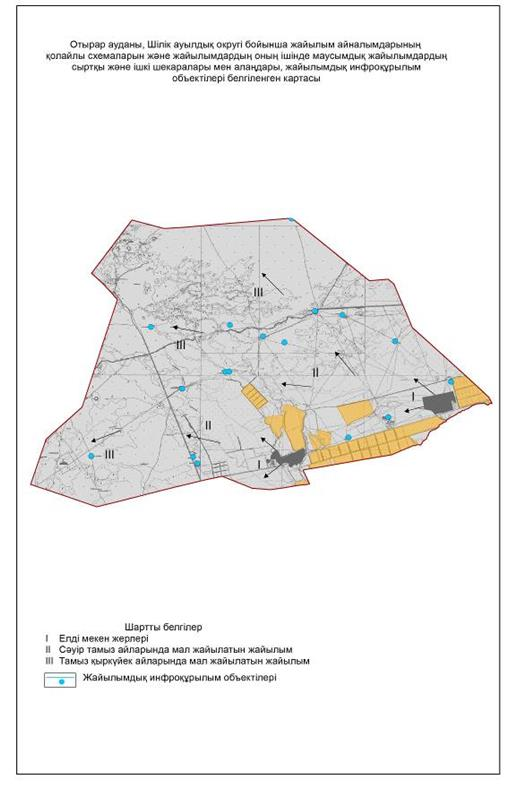 Отырар ауданы, Шілік ауылдық округі бойынша жайылым айналымдарының
қолайлы схемаларын және жайылымдардың оның ішінде маусымдық жайылымдардың
сыртқы және ішкі шекаралары мен алаңдары, жайылымдық инфроқұрылым
объектілері белгіленген картасы
III
III
II
I
II
III
I
Шартты белгілер
I Елді мекен жерлері
II Сәуір тамыз айларында мал жайылатын жайылым
III Тамыз қыркүйек айларында мал жайылатын жайылым
Жайылымдық инфроқұрылым объектілері